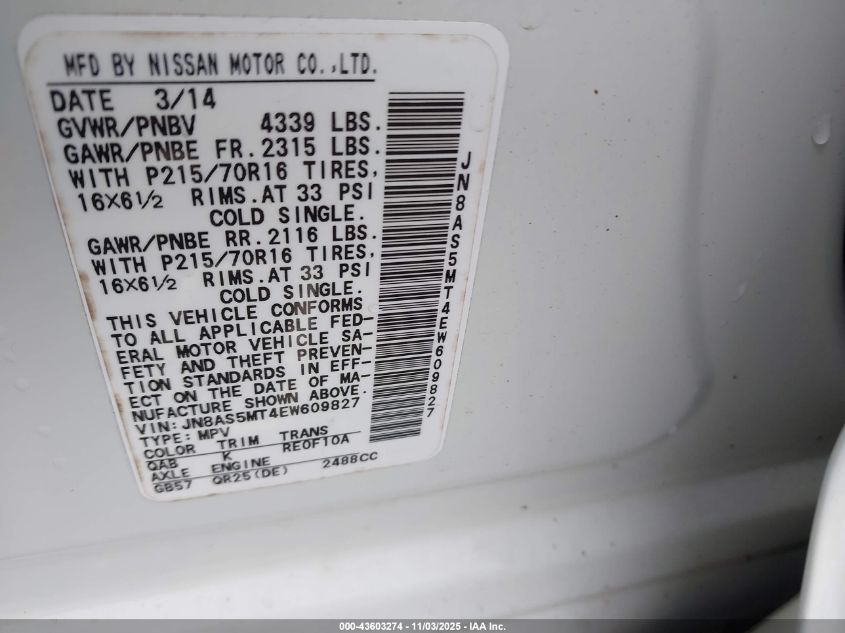 MFD BY NISSAN MOTOR CO.,LTD.
DATE 3/14
GVWR/PNBV 4339 LBS.
GAWR/PNBE FR. 2315 LBS.
WITH P215/70R16 TIRES,
16X6½ RIMS.AT 33 PSI
COLD SINGLE.
GAWR/PNBE RR. 2116 LBS.
WITH P215/70R16 TIRES,
16X6½ RIMS.AT 33 PSI
COLD SINGLE.
THIS VEHICLE CONFORMS
TO ALL APPLICABLE FED-
ERAL MOTOR VEHICLE SA-
FETY AND THEFT PREVEN-
TION STANDARDS IN EFF-
ECT ON THE DATE OF MA-
NUFACTURE SHOWN ABOVE.
VIN: JN8AS5MT4EW609827
TYPE: MPV
COLOR TRIM TRANS
QAB K RE0F10A
AXLE ENGINE
GB57 QR25(DE) 2488CC
JN8AS5MT4EW609827
000-43603274 - 11/03/2025 - IAA Inc.